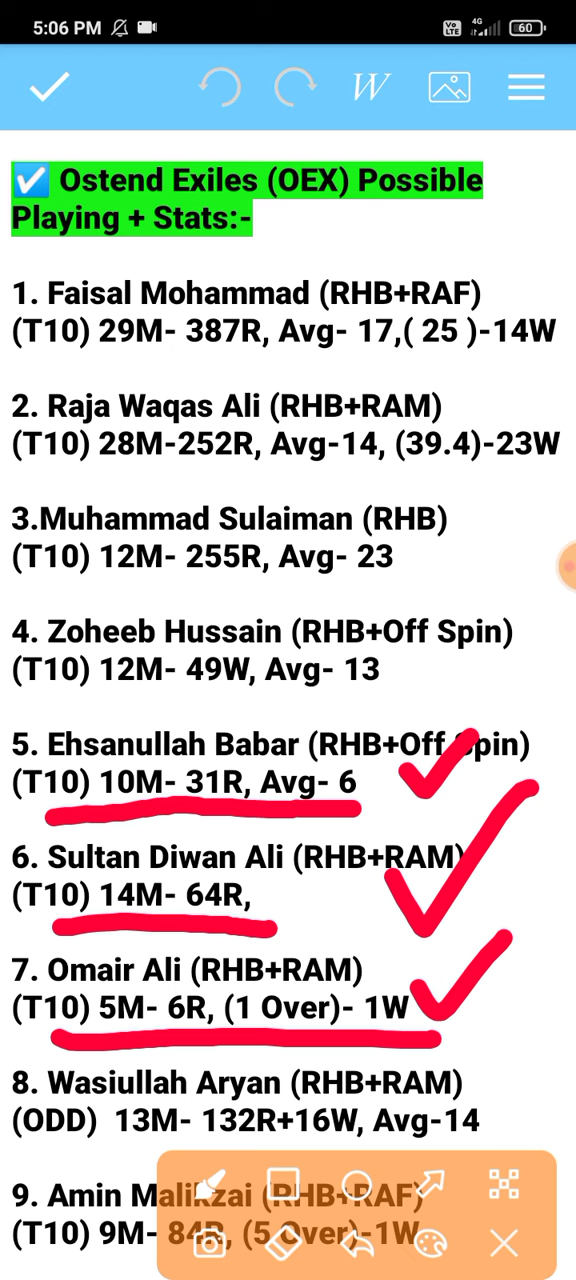 5:06 PM
Vo
LTE
4G
60
W
✅ Ostend Exiles (OEX) Possible
Playing + Stats:-
1. Faisal Mohammad (RHB+RAF)
(T10) 29M- 387R, Avg- 17,( 25 )-14W
2. Raja Waqas Ali (RHB+RAM)
(T10) 28M-252R, Avg-14, (39.4)-23W
3.Muhammad Sulaiman (RHB)
(T10) 12M- 255R, Avg- 23
4. Zoheeb Hussain (RHB+Off Spin)
(T10) 12M- 49W, Avg- 13
5. Ehsanullah Babar (RHB+Off Spin)
(T10) 10M- 31R, Avg- 6
6. Sultan Diwan Ali (RHB+RAM)
(T10) 14M- 64R,
7. Omair Ali (RHB+RAM)
(T10) 5M- 6R, (1 Over)- 1W
8. Wasiullah Aryan (RHB+RAM)
(ODD)  13M- 132R+16W, Avg-14
9. Amin Malikzai (RHB+RAF)
(T10) 9M- 84R, (5 Over)-1W